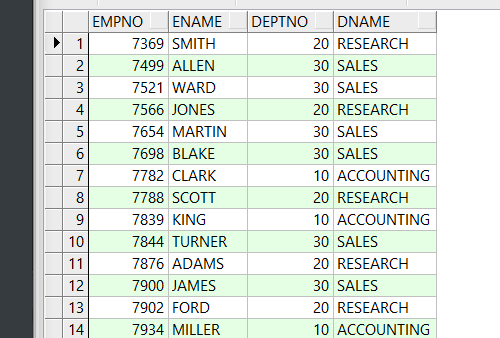 EMPNO ENAME DEPTNO DNAME
1 7369 SMITH 20 RESEARCH
2 7499 ALLEN 30 SALES
3 7521 WARD 30 SALES
4 7566 JONES 20 RESEARCH
5 7654 MARTIN 30 SALES
6 7698 BLAKE 30 SALES
7 7782 CLARK 10 ACCOUNTING
8 7788 SCOTT 20 RESEARCH
9 7839 KING 10 ACCOUNTING
10 7844 TURNER 30 SALES
11 7876 ADAMS 20 RESEARCH
12 7900 JAMES 30 SALES
13 7902 FORD 20 RESEARCH
14 7934 MILLER 10 ACCOUNTING